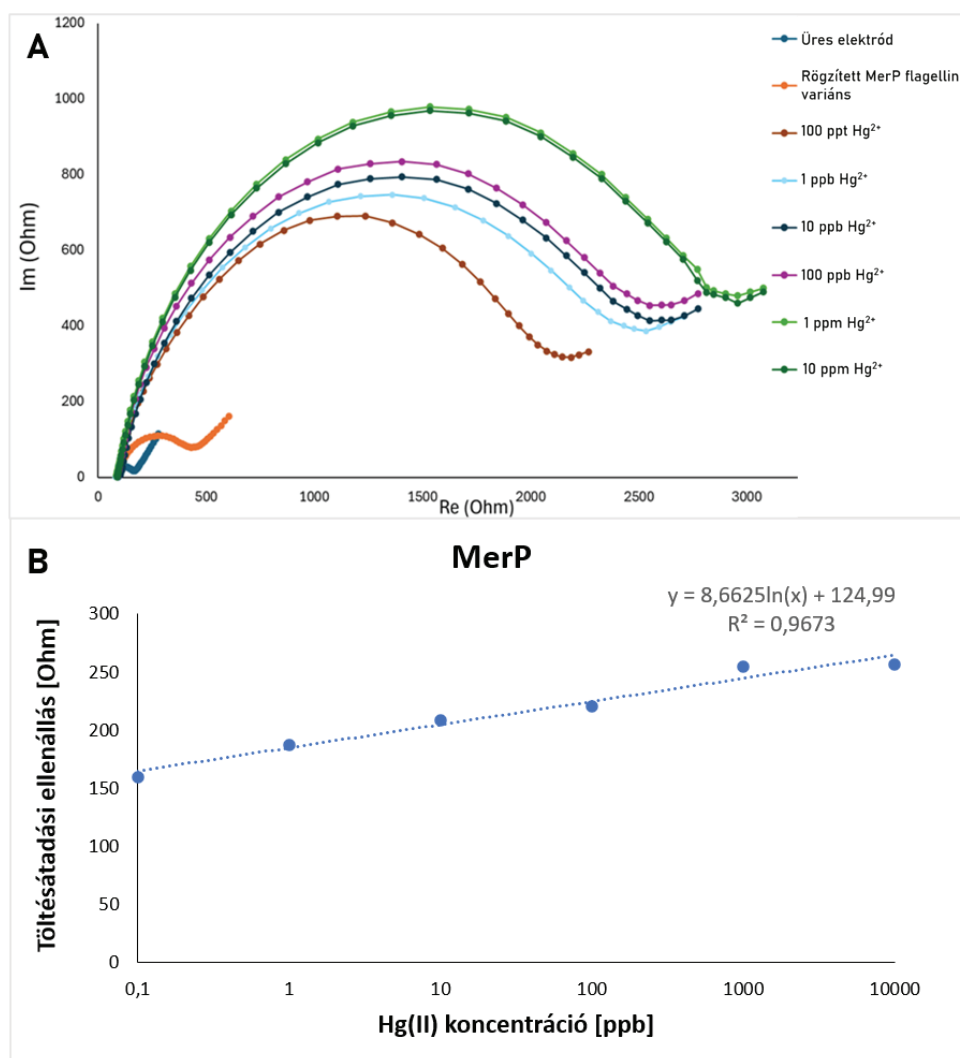 A
1200
1000
800
600
400
200
0
Im (Ohm)
0
500
1000
1500
2000
2500
3000
Re (Ohm)
Üres elektród
Rögzített MerP flagellin
variáns
100 ppt Hg²⁺
1 ppb Hg²⁺
10 ppb Hg²⁺
100 ppb Hg²⁺
1 ppm Hg²⁺
10 ppm Hg²⁺
B
MerP
y = 8,6625ln(x) + 124,99
R² = 0,9673
300
250
200
150
100
50
0
Töltésátadási ellenállás [Ohm]
0,1
1
10
100
1000
10000
Hg(II) koncentráció [ppb]